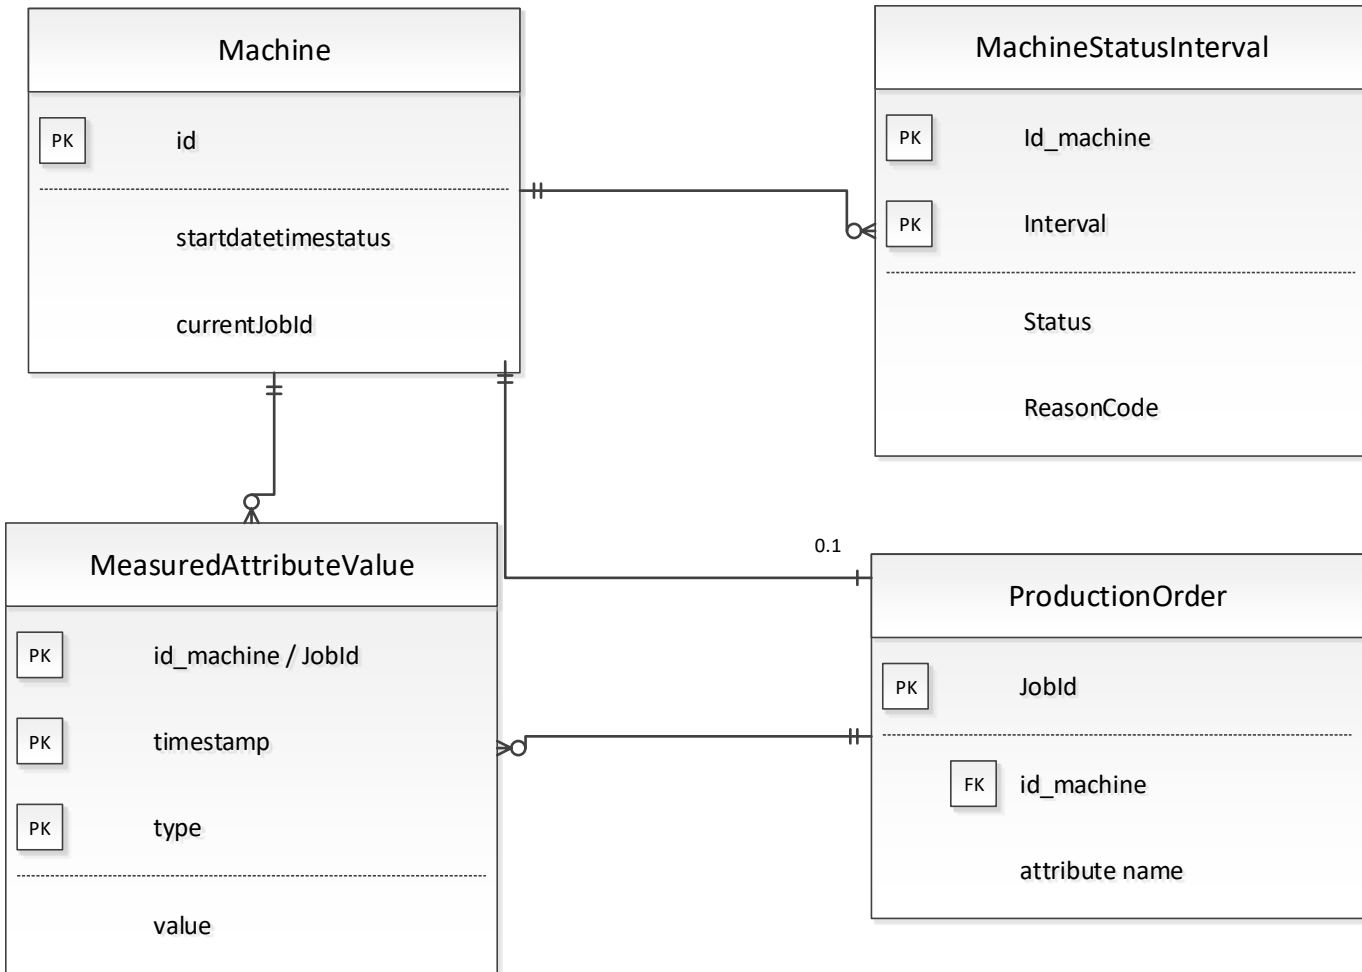 Machine
PK id
startdatetimestatus
currentJobId
MachineStatusInterval
PK Id_machine
PK Interval
Status
ReasonCode
MeasuredAttributeValue
PK id_machine / JobId
PK timestamp
PK type
value
0.1
ProductionOrder
PK JobId
FK id_machine
attribute name